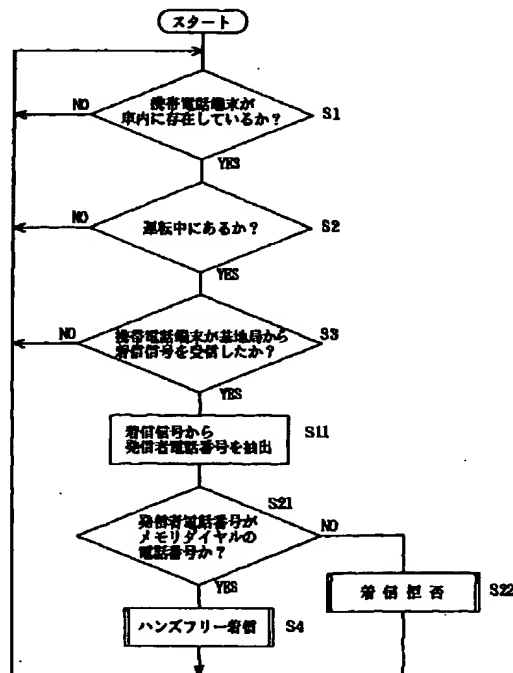 スタート
NO
携帯電話端末が
車内に存在しているか?
S1
YES
NO
運転中にあるか?
S2
YES
NO
携帯電話端末が基地局から
着信信号を受信したか?
S3
YES
着信信号から
発信者電話番号を抽出
S11
S21
発信者電話番号が
メモリダイヤルの
電話番号か?
NO
YES
着信拒否
S22
ハンズフリー着信
S4